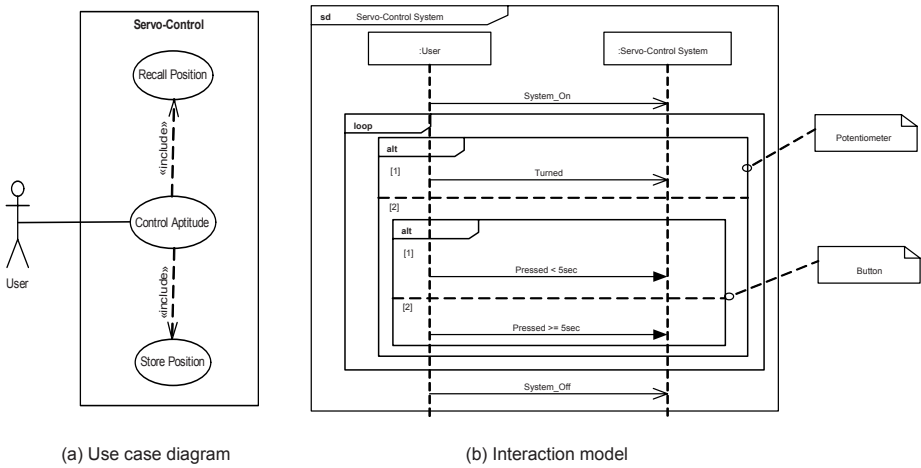 Servo-Control
Recall Position
«include»
Control Aptitude
User
«include»
Store Position
(a) Use case diagram
sd Servo-Control System
:User
:Servo-Control System
System_On
loop
alt
[1]
Turned
[2]
alt
[1]
Pressed < 5sec
[2]
Pressed >= 5sec
System_Off
Potentiometer
Button
(b) Interaction model